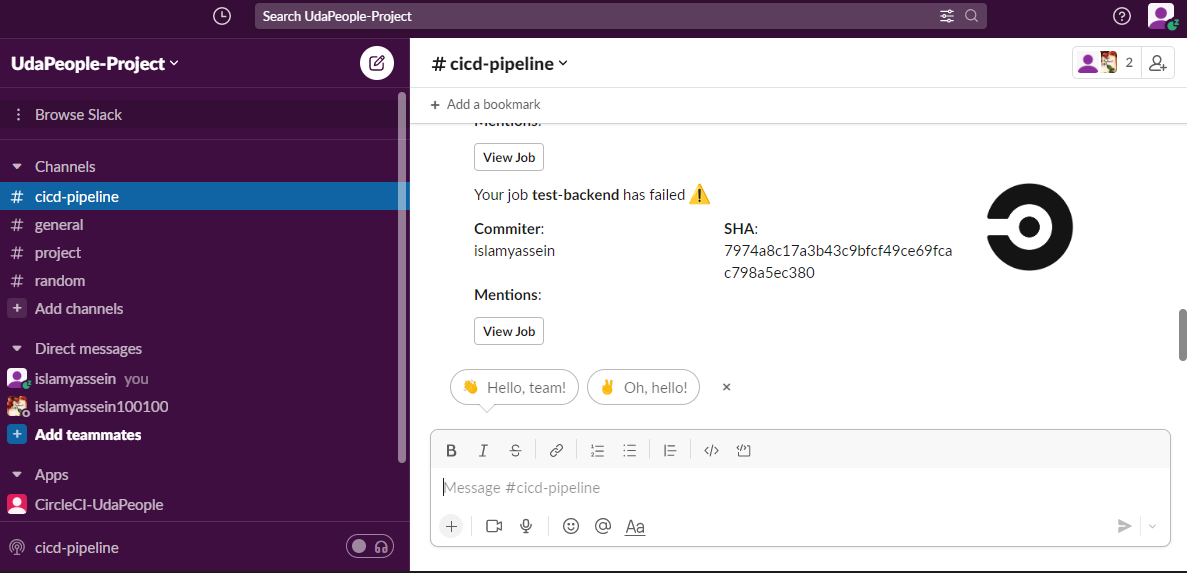 Search UdaPeople-Project
UdaPeople-Project
Browse Slack
Channels
# cicd-pipeline
# general
# project
# random
+ Add channels
Direct messages
islamyassein you
islamyassein100100
+ Add teammates
Apps
CircleCI-UdaPeople
cicd-pipeline
# cicd-pipeline
2
+ Add a bookmark
Mentions:
View Job
Your job test-backend has failed ⚠️
Commiter:
islamyassein
SHA:
7974a8c17a3b43c9bfcf49ce69fca
c798a5ec380
Mentions:
View Job
👋 Hello, team!
✌️ Oh, hello!
B I S
Message #cicd-pipeline
Aa